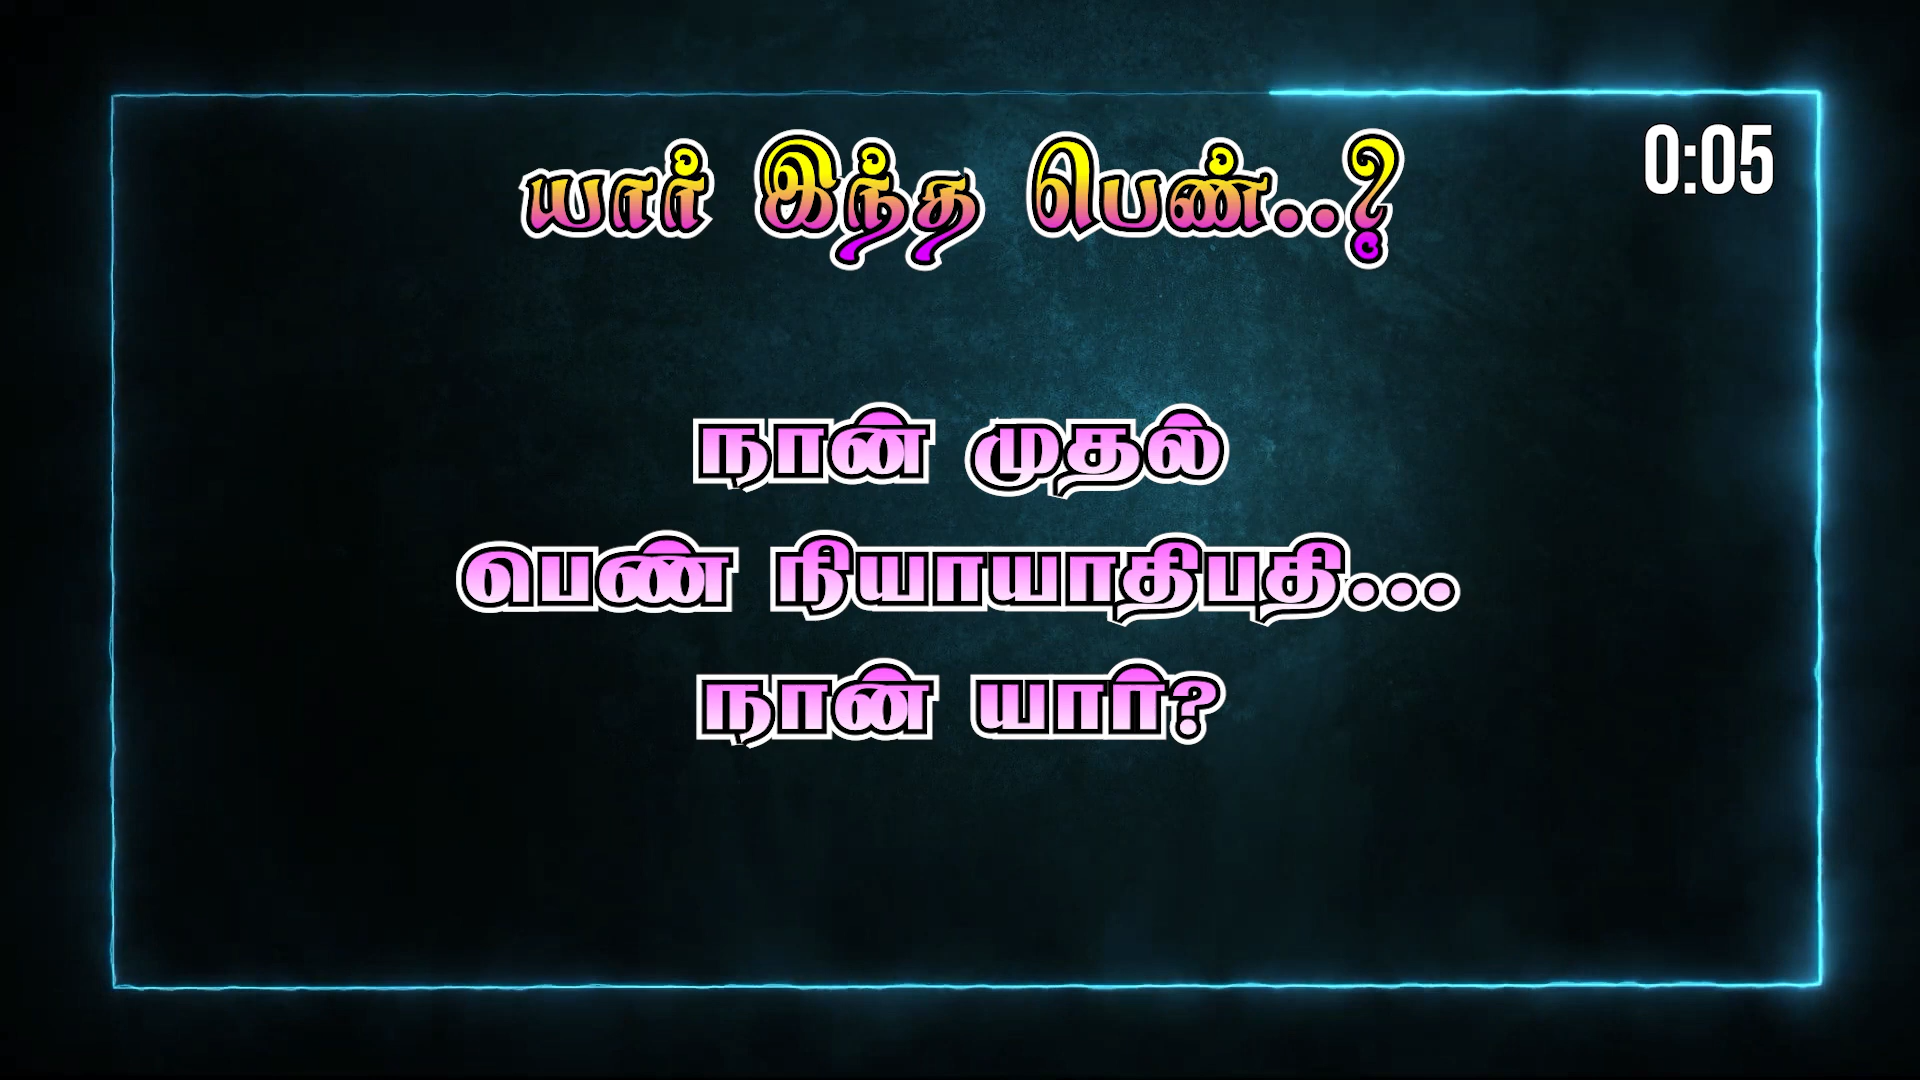 யார் இந்த பெண்..?
0:05
நான் முதல்
பெண் நியாயாதிபதி...
நான் யார்?